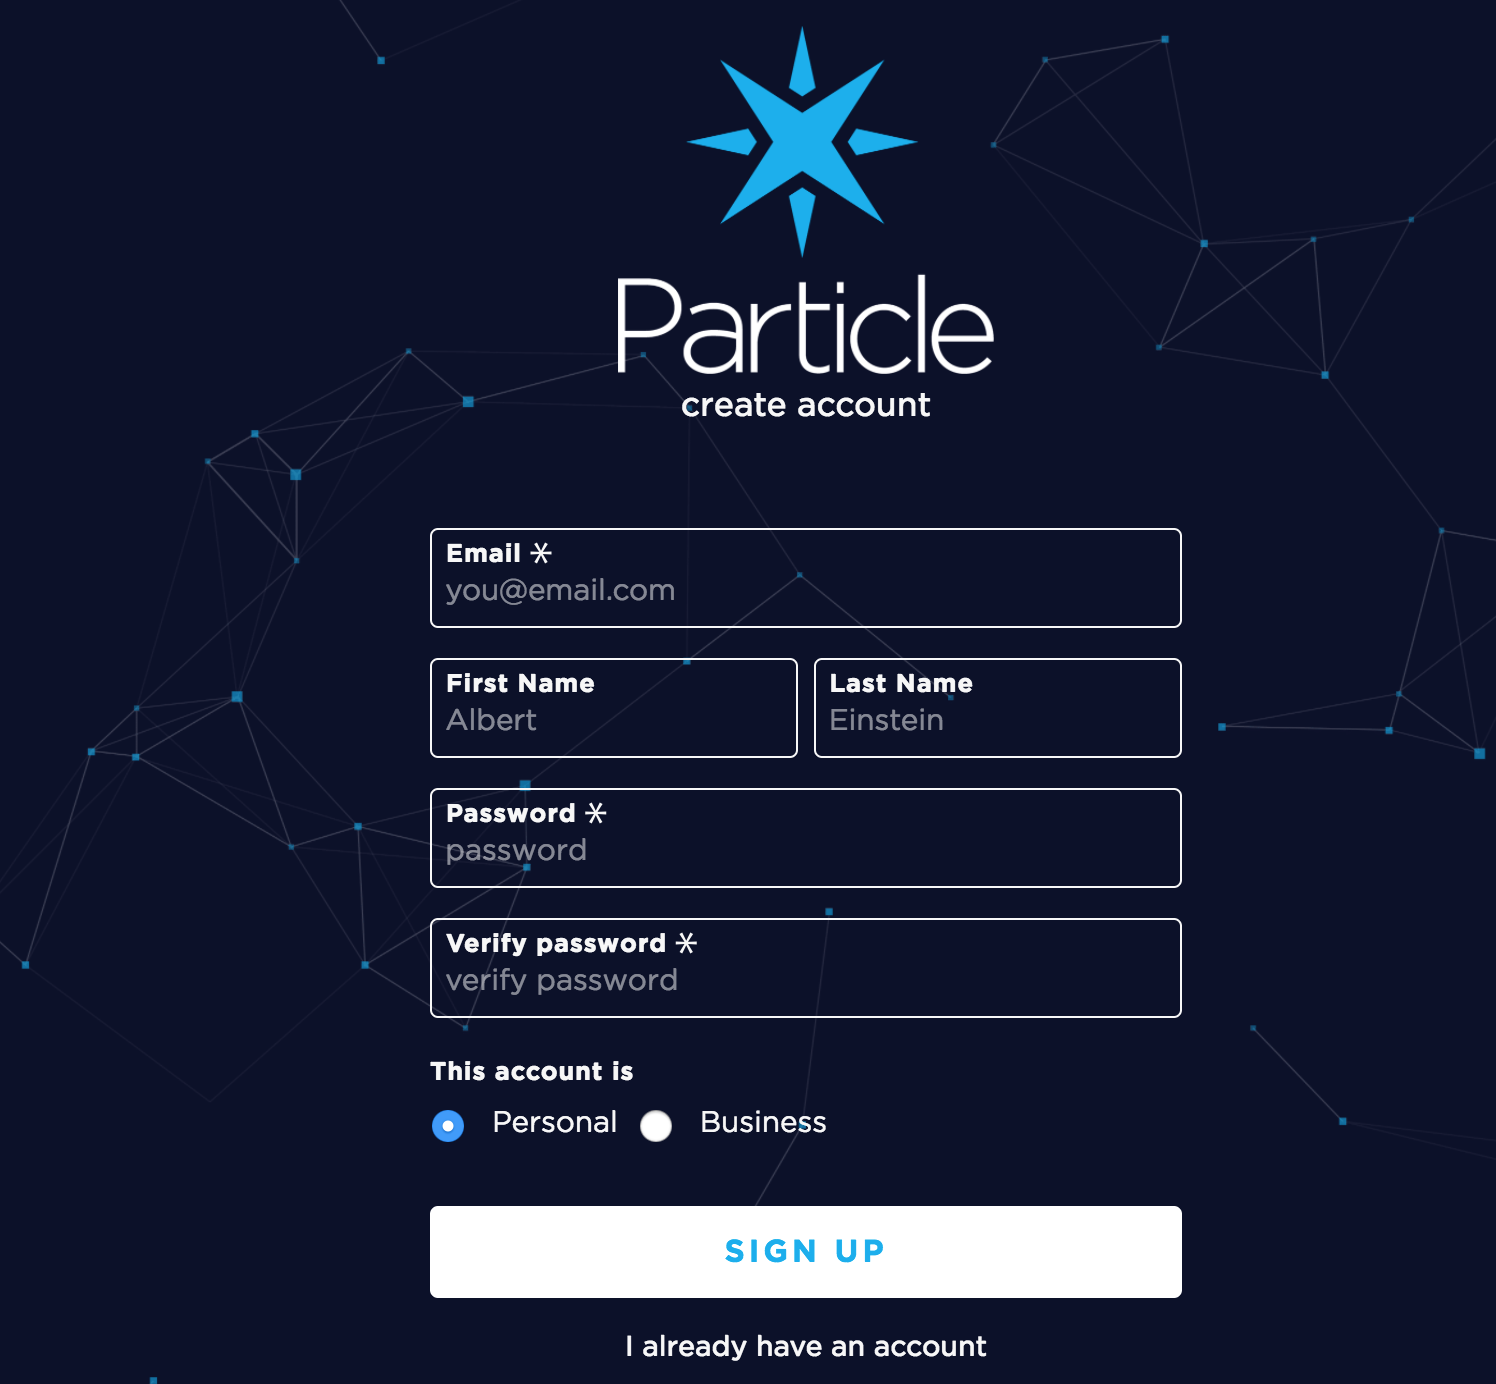 Particle
create account
Email *
you@email.com
First Name Last Name
Albert Einstein
Password *
password
Verify password *
verify password
This account is
Personal Business
SIGN UP
I already have an account